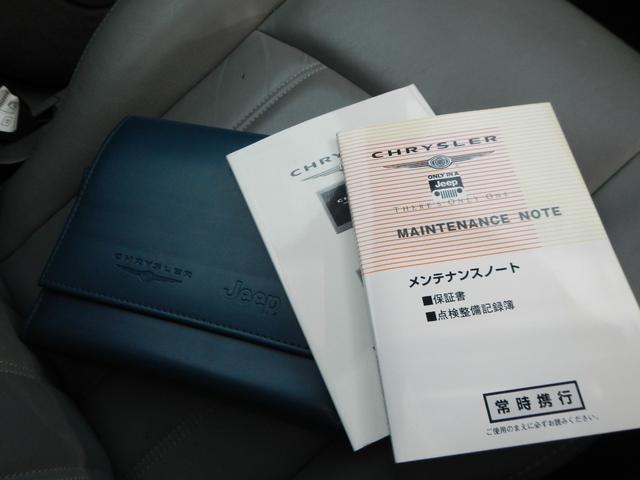 CHRYSLER
ONLY IN A
Jeep
THERE'S ONLY ONE
MAINTENANCE NOTE
メンテナンスノート
■保証書
■点検整備記録簿
常時携行
ご使用のまえに必ずお読みください。
CHRY
CHRYSLER
Jeep